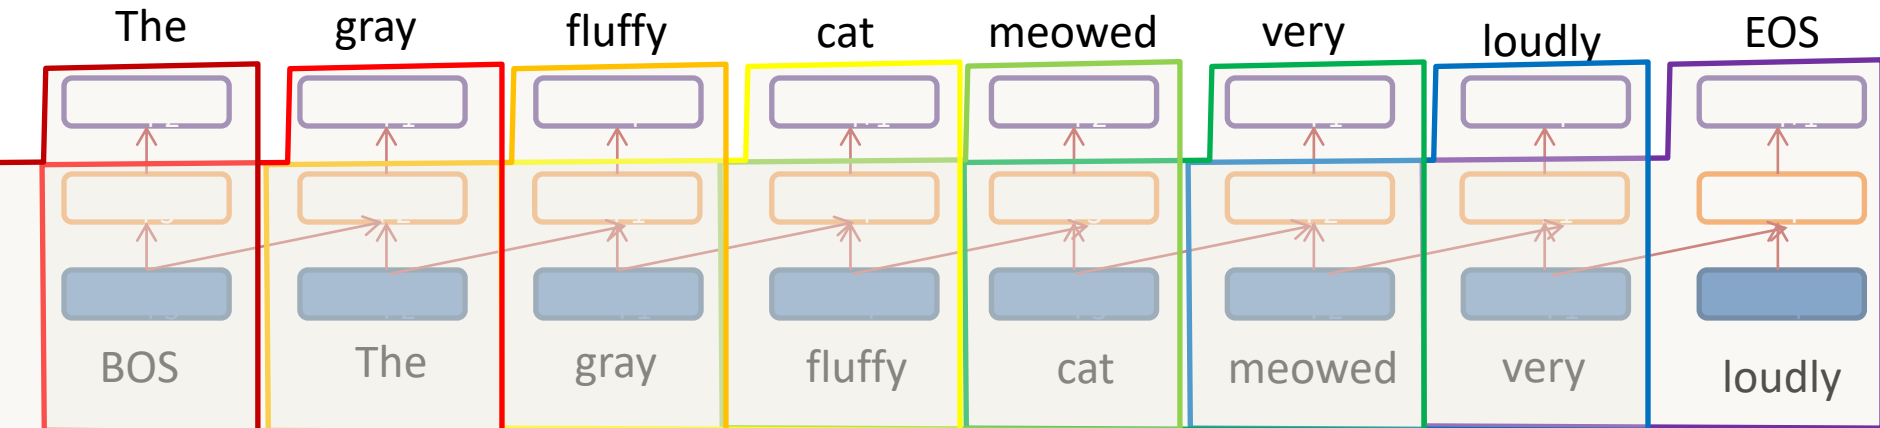 The gray fluffy cat meowed very loudly EOS
BOS The gray fluffy cat meowed very loudly